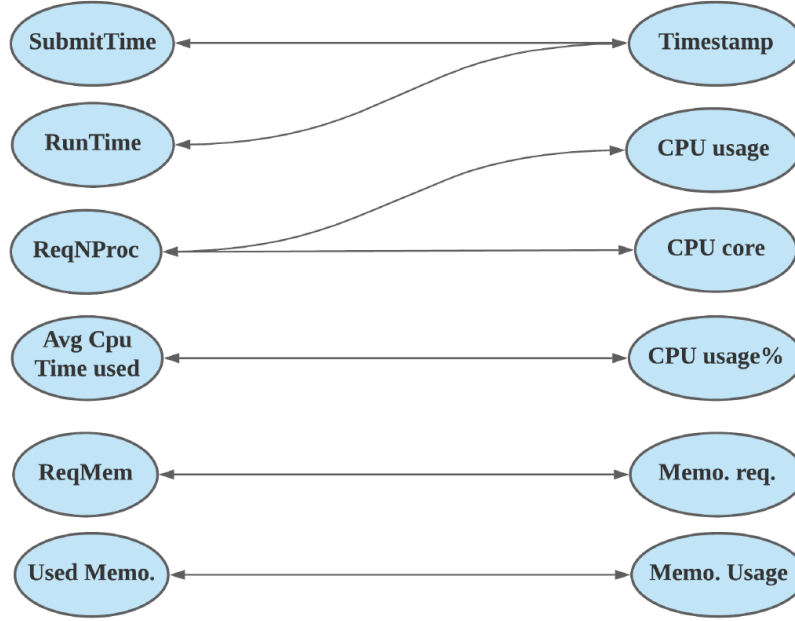 SubmitTime
Timestamp
RunTime
CPU usage
ReqNProc
CPU core
Avg Cpu
Time used
CPU usage%
ReqMem
Memo. req.
Used Memo.
Memo. Usage